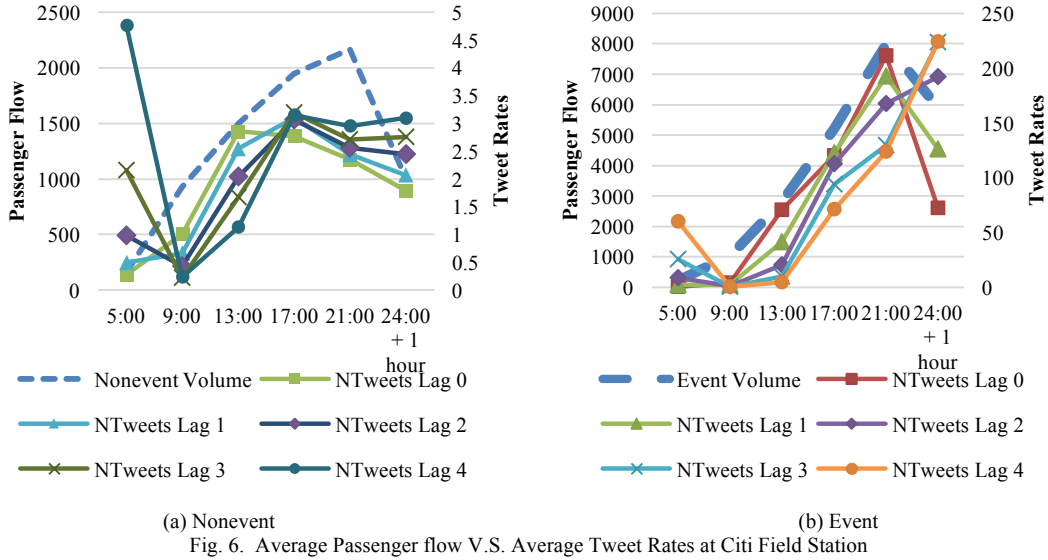 Passenger Flow
2500
2000
1500
1000
500
0
5
4.5
4
3.5
3
2.5
2
1.5
1
0.5
0
Tweet Rates
5:00 9:00 13:00 17:00 21:00 24:00
+ 1
hour
Nonevent Volume NTweets Lag 0
NTweets Lag 1 NTweets Lag 2
NTweets Lag 3 NTweets Lag 4
(a) Nonevent
Passenger Flow
9000
8000
7000
6000
5000
4000
3000
2000
1000
0
250
200
150
100
50
0
Tweet Rates
5:00 9:00 13:00 17:00 21:00 24:00
+ 1
hour
Event Volume NTweets Lag 0
NTweets Lag 1 NTweets Lag 2
NTweets Lag 3 NTweets Lag 4
(b) Event
Fig. 6. Average Passenger flow V.S. Average Tweet Rates at Citi Field Station